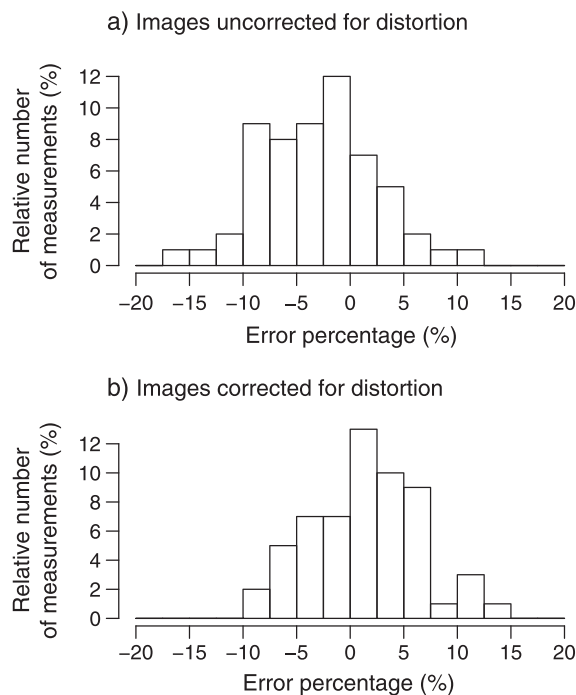 a) Images uncorrected for distortion
Relative number
of measurements (%)
12
10
8
6
4
2
0
−20 −15 −10 −5 0 5 10 15 20
Error percentage (%)
b) Images corrected for distortion
Relative number
of measurements (%)
12
10
8
6
4
2
0
−20 −15 −10 −5 0 5 10 15 20
Error percentage (%)